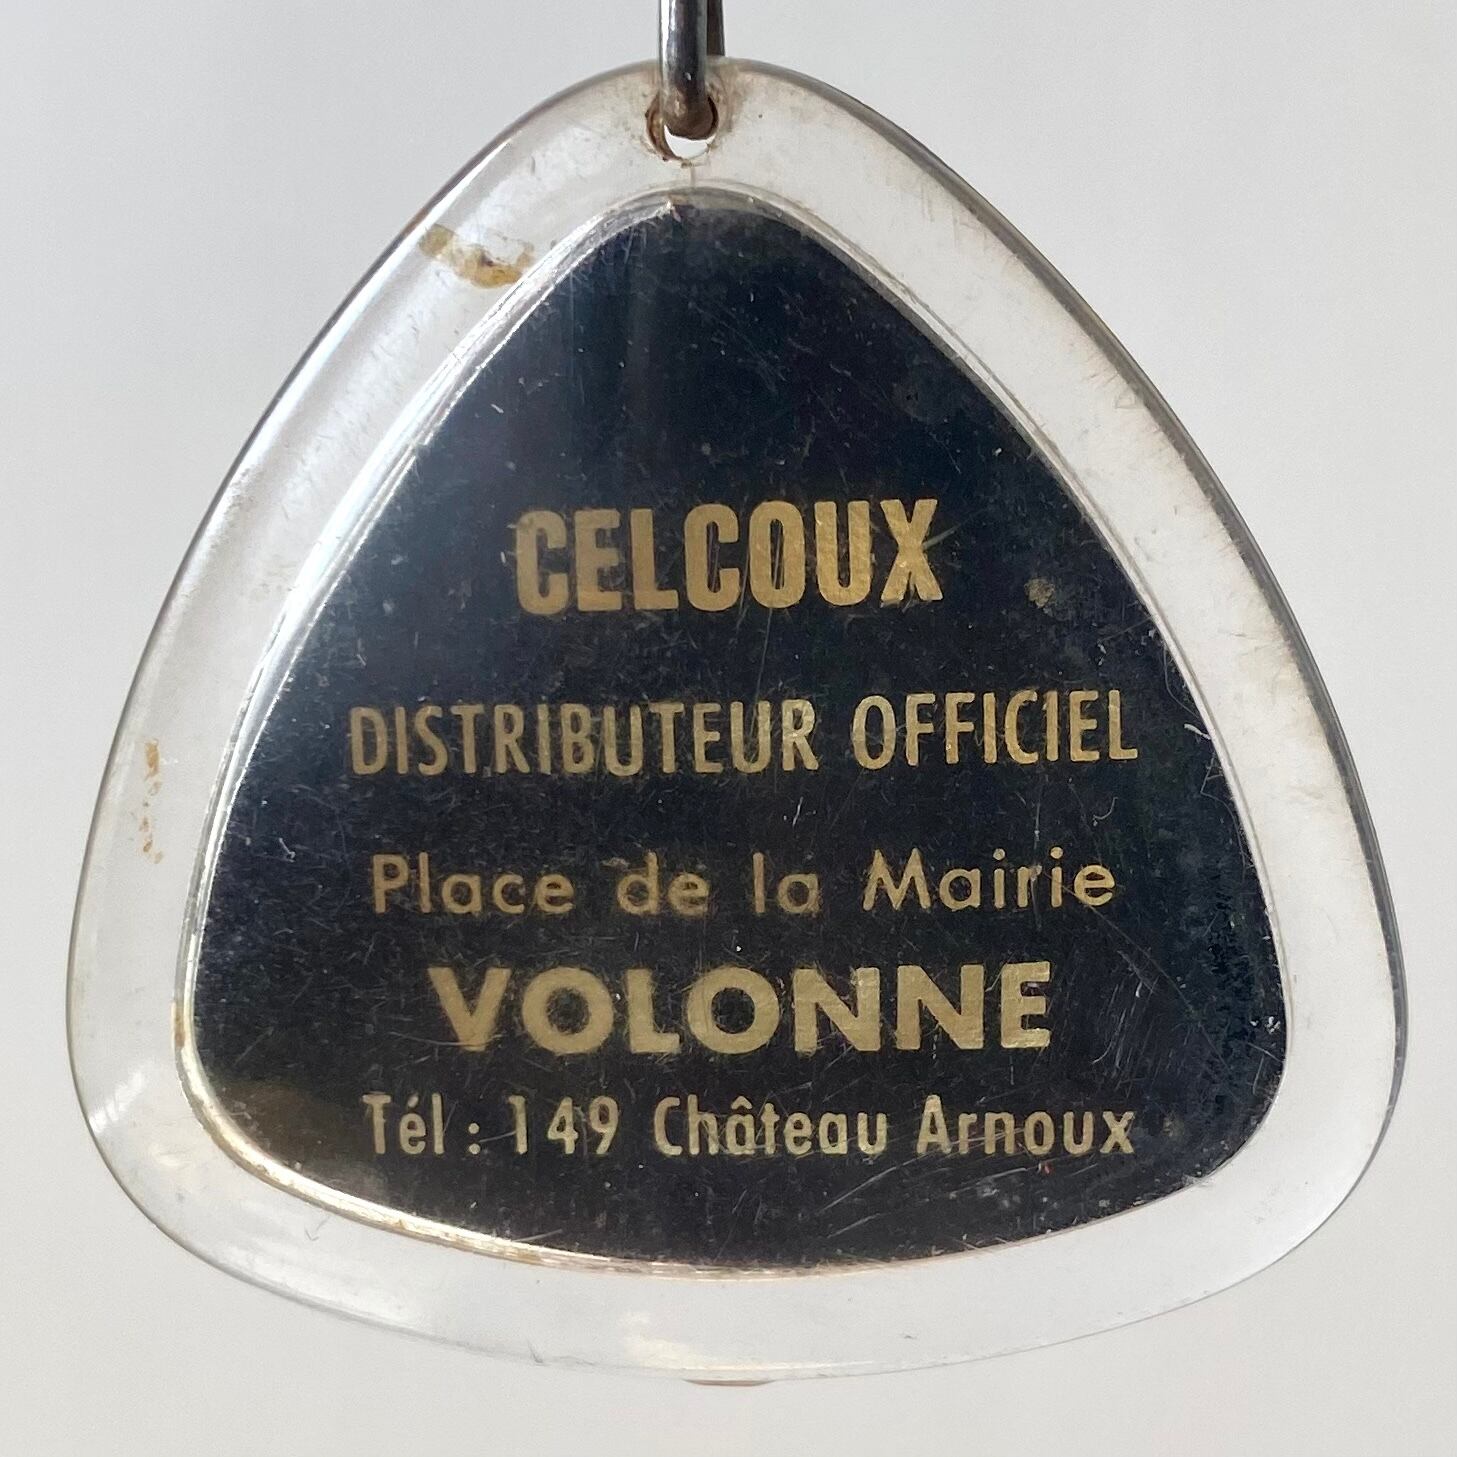 CELCOUX
DISTRIBUTEUR OFFICIEL
Place de la Mairie
VOLONNE
Tél : 149 Château Arnoux